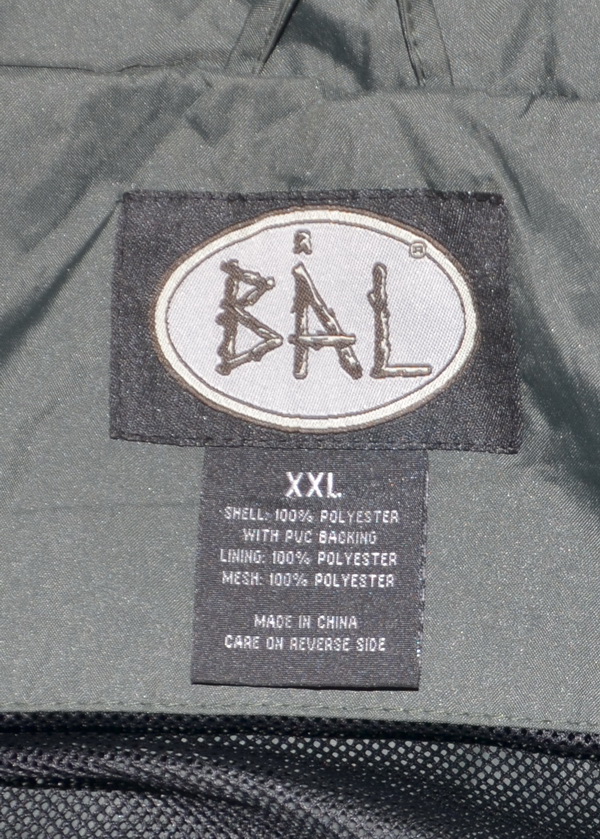 BÅL
®
XXL
SHELL: 100% POLYESTER
WITH PVC BACKING
LINING: 100% POLYESTER
MESH: 100% POLYESTER
MADE IN CHINA
CARE ON REVERSE SIDE